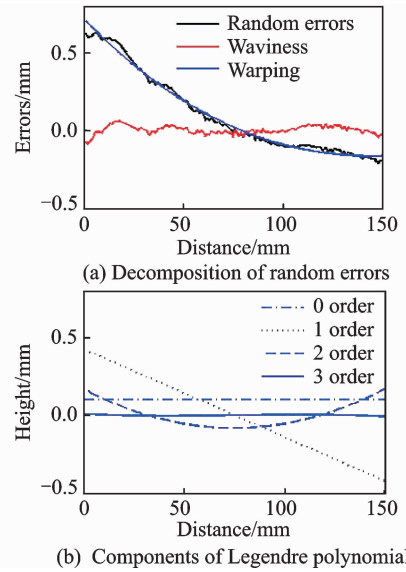 Random errors
Waviness
Warping
Errors/mm
0.5
0.0
−0.5
0
50
100
150
Distance/mm
(a) Decomposition of random errors
0 order
1 order
2 order
3 order
Height/mm
0.5
0.0
−0.5
0
50
100
150
Distance/mm
(b) Components of Legendre polynomial